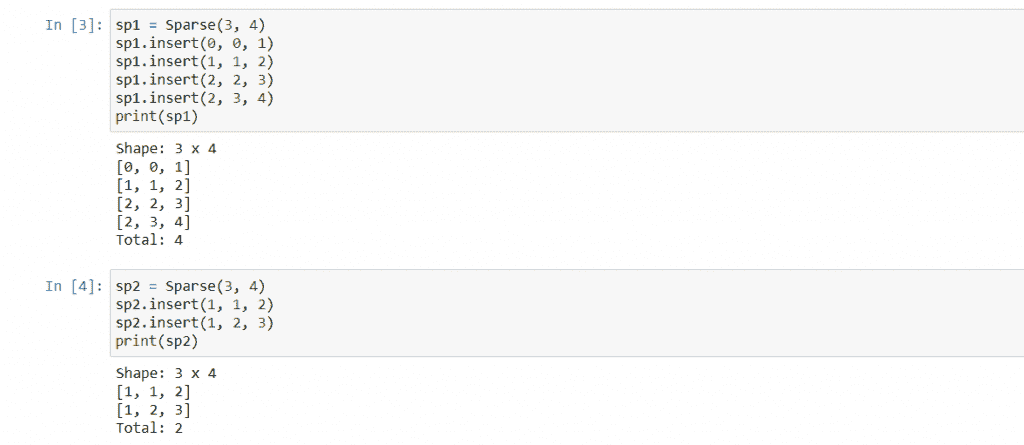 In [3]: sp1 = Sparse(3, 4)
sp1.insert(0, 0, 1)
sp1.insert(1, 1, 2)
sp1.insert(2, 2, 3)
sp1.insert(2, 3, 4)
print(sp1)
Shape: 3 x 4
[0, 0, 1]
[1, 1, 2]
[2, 2, 3]
[2, 3, 4]
Total: 4
In [4]: sp2 = Sparse(3, 4)
sp2.insert(1, 1, 2)
sp2.insert(1, 2, 3)
print(sp2)
Shape: 3 x 4
[1, 1, 2]
[1, 2, 3]
Total: 2